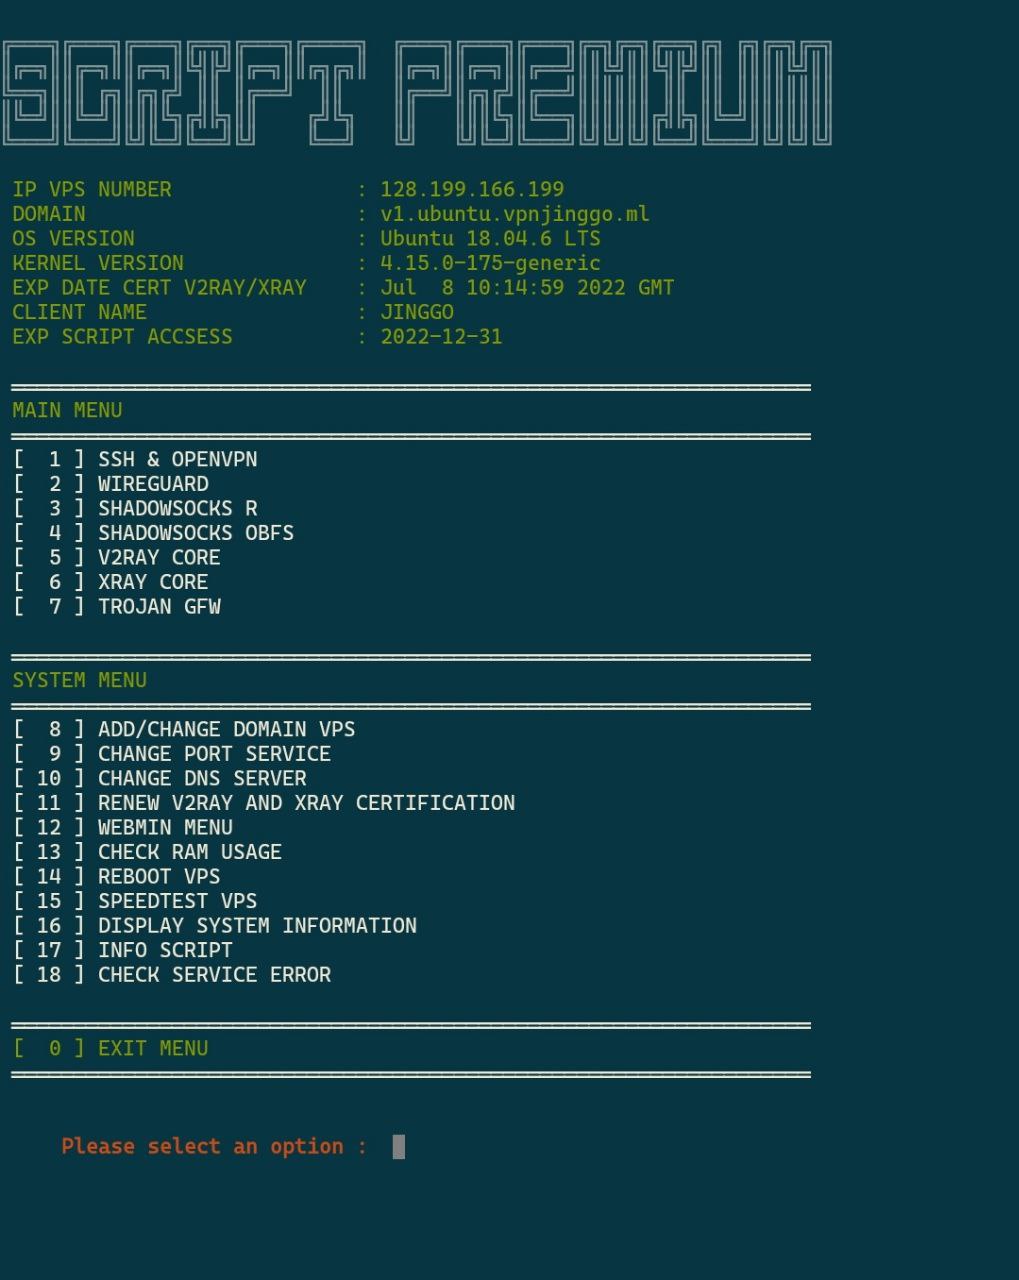 SCRIPT PREMIUM
IP VPS NUMBER : 128.199.166.199
DOMAIN : v1.ubuntu.vpnjinggo.ml
OS VERSION : Ubuntu 18.04.6 LTS
KERNEL VERSION : 4.15.0-175-generic
EXP DATE CERT V2RAY/XRAY : Jul  8 10:14:59 2022 GMT
CLIENT NAME : JINGGO
EXP SCRIPT ACCSESS : 2022-12-31
MAIN MENU
[  1 ] SSH & OPENVPN
[  2 ] WIREGUARD
[  3 ] SHADOWSOCKS R
[  4 ] SHADOWSOCKS OBFS
[  5 ] V2RAY CORE
[  6 ] XRAY CORE
[  7 ] TROJAN GFW
SYSTEM MENU
[  8 ] ADD/CHANGE DOMAIN VPS
[  9 ] CHANGE PORT SERVICE
[ 10 ] CHANGE DNS SERVER
[ 11 ] RENEW V2RAY AND XRAY CERTIFICATION
[ 12 ] WEBMIN MENU
[ 13 ] CHECK RAM USAGE
[ 14 ] REBOOT VPS
[ 15 ] SPEEDTEST VPS
[ 16 ] DISPLAY SYSTEM INFORMATION
[ 17 ] INFO SCRIPT
[ 18 ] CHECK SERVICE ERROR
[  0 ] EXIT MENU
Please select an option :